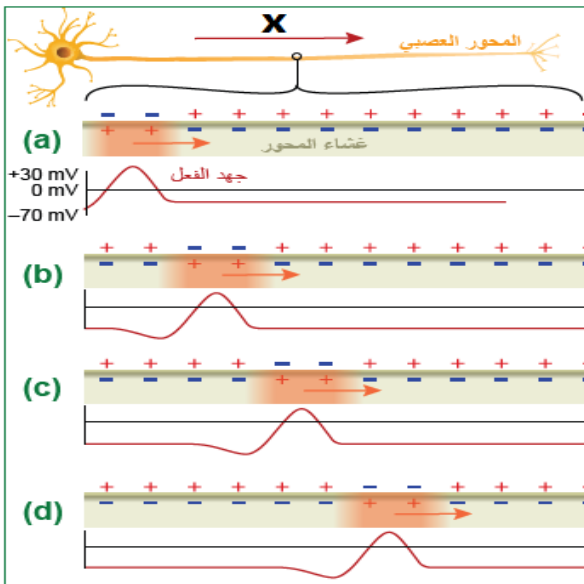 X
المحور العصبي
(a)
غشاء المحور
+30 mV
0 mV
–70 mV
جهد الفعل
(b)
(c)
(d)